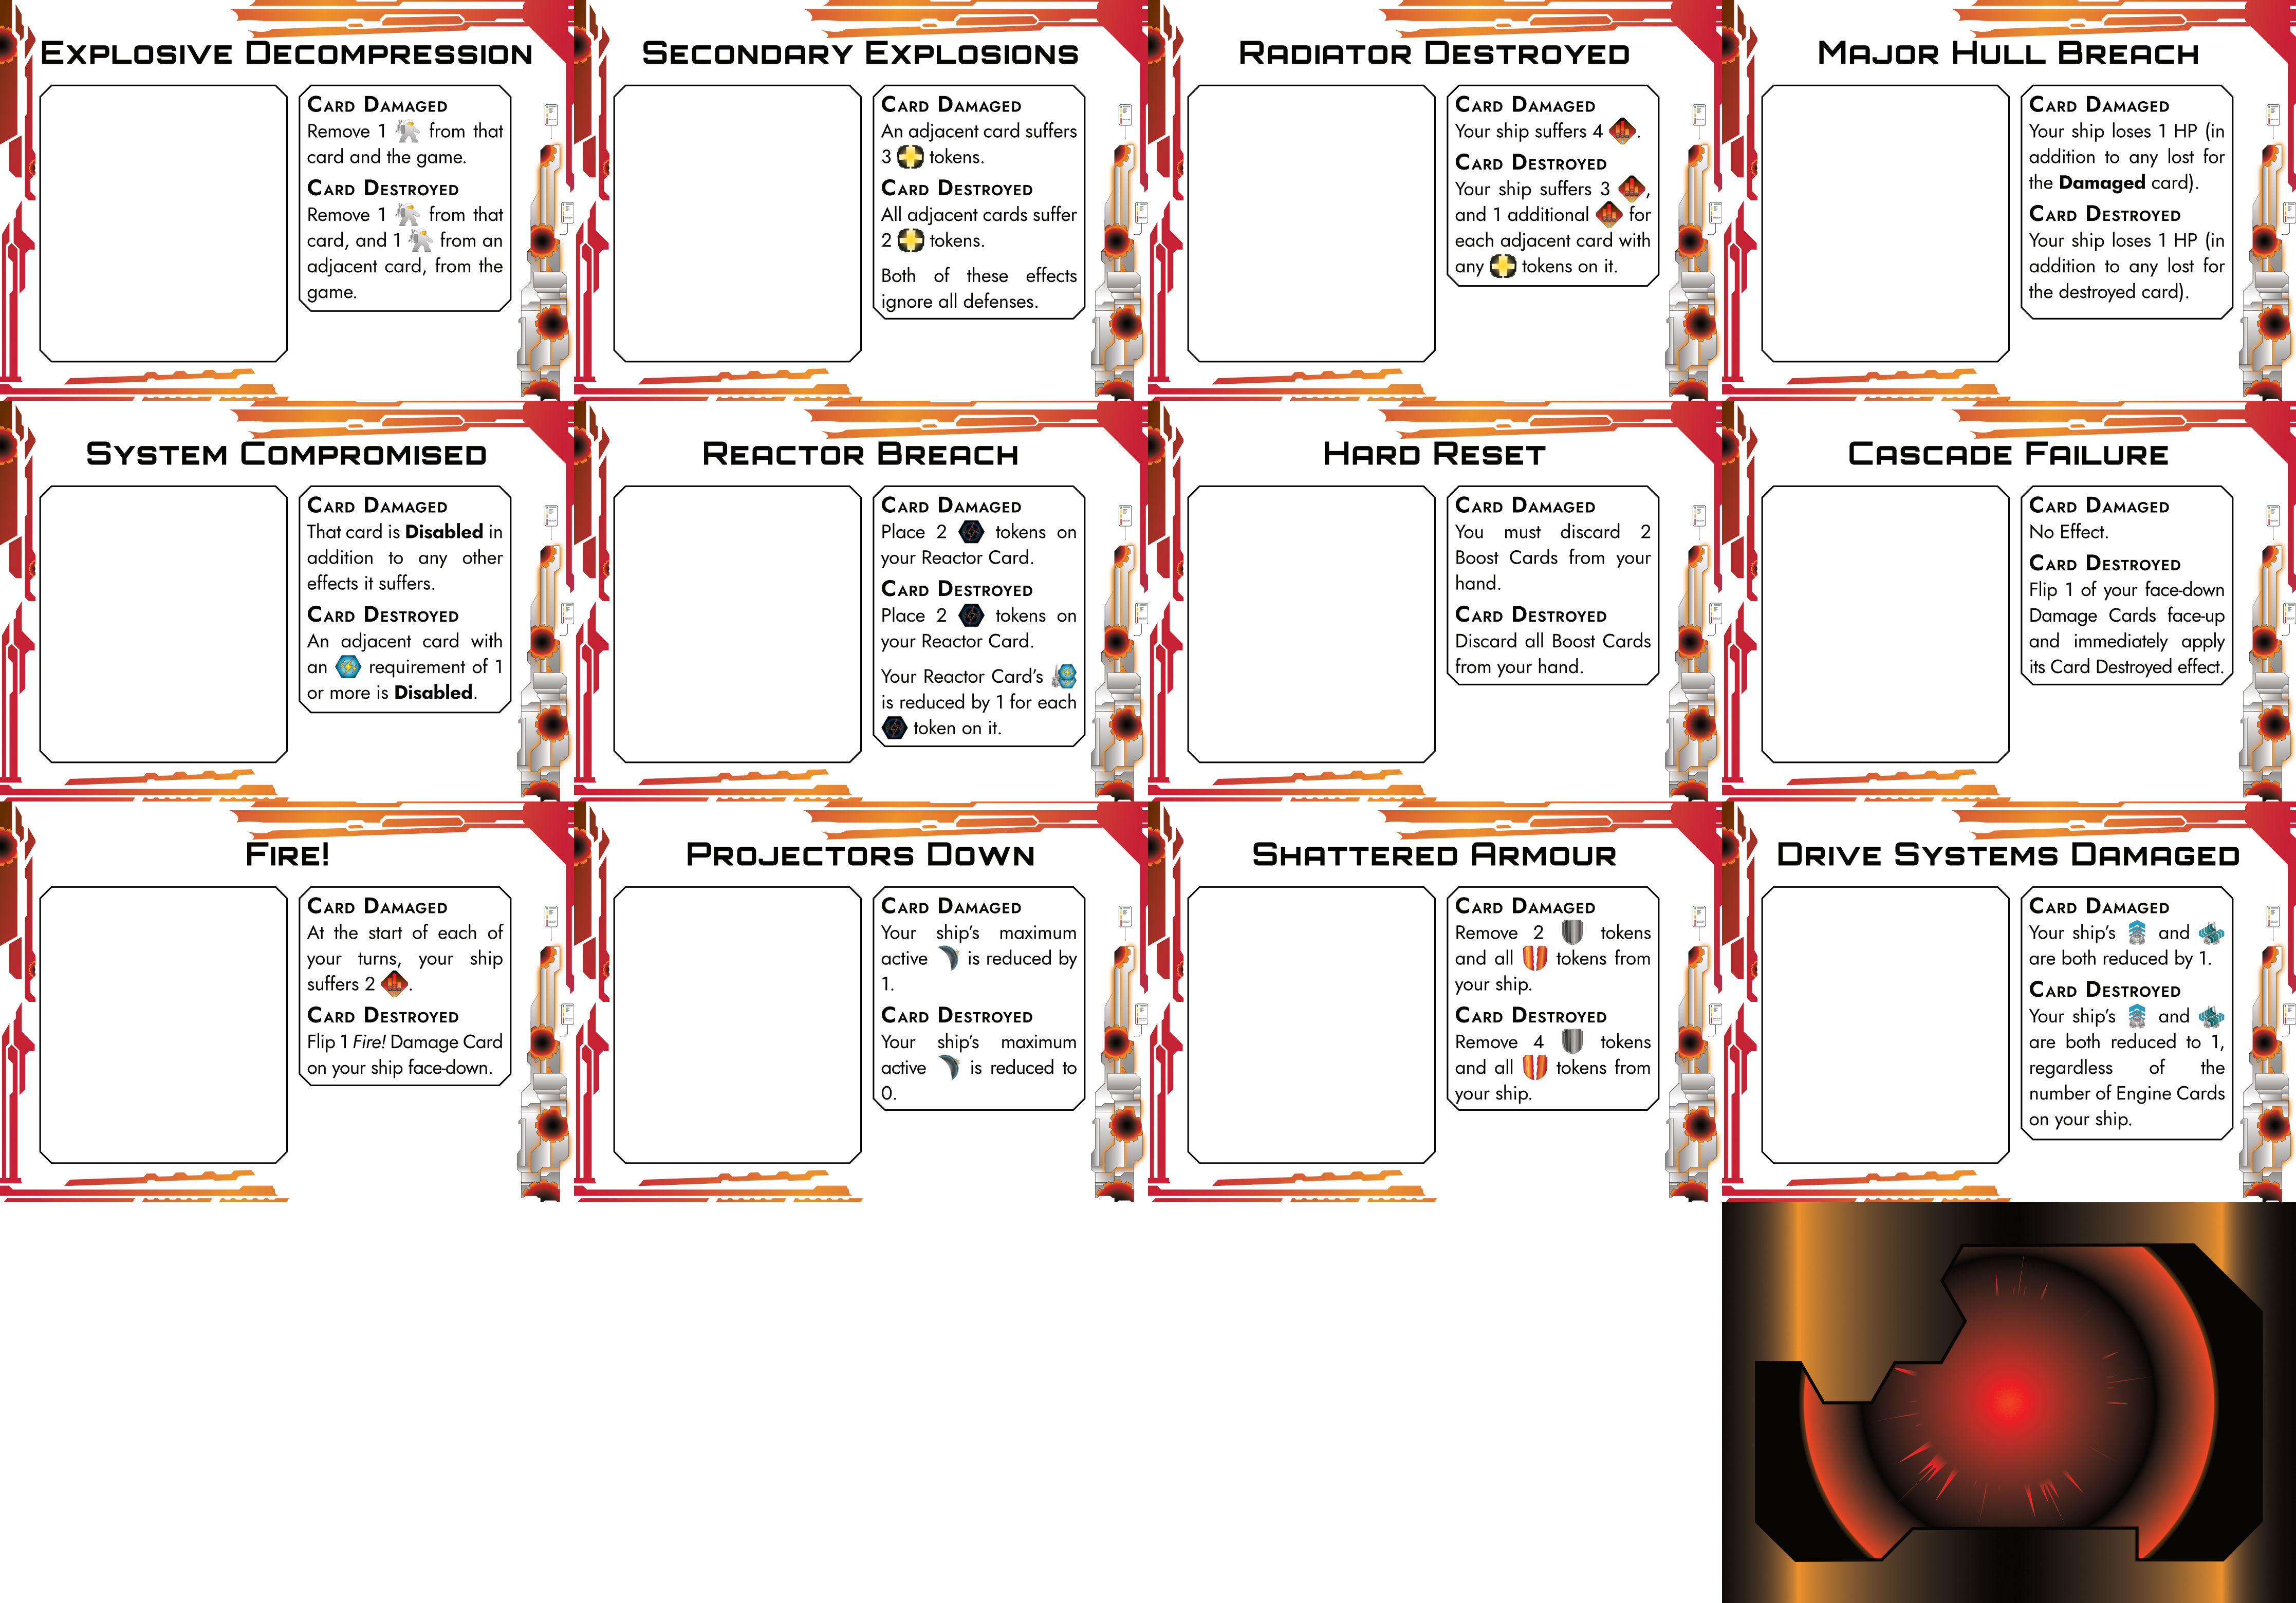 EXPLOSIVE DECOMPRESSION
CARD DAMAGED
Remove 1 from that
card and the game.
CARD DESTROYED
Remove 1 from that
card, and 1 from an
adjacent card, from the
game.
SECONDARY EXPLOSIONS
CARD DAMAGED
An adjacent card suffers
3 tokens.
CARD DESTROYED
All adjacent cards suffer
2 tokens.
Both of these effects
ignore all defenses.
RADIATOR DESTROYED
CARD DAMAGED
Your ship suffers 4 .
CARD DESTROYED
Your ship suffers 3 ,
and 1 additional for
each adjacent card with
any tokens on it.
MAJOR HULL BREACH
CARD DAMAGED
Your ship loses 1 HP (in
addition to any lost for
the Damaged card).
CARD DESTROYED
Your ship loses 1 HP (in
addition to any lost for
the destroyed card).
SYSTEM COMPROMISED
CARD DAMAGED
That card is Disabled in
addition to any other
effects it suffers.
CARD DESTROYED
An adjacent card with
an requirement of 1
or more is Disabled.
REACTOR BREACH
CARD DAMAGED
Place 2 tokens on
your Reactor Card.
CARD DESTROYED
Place 2 tokens on
your Reactor Card.
Your Reactor Card's
is reduced by 1 for each
token on it.
HARD RESET
CARD DAMAGED
You must discard 2
Boost Cards from your
hand.
CARD DESTROYED
Discard all Boost Cards
from your hand.
CASCADE FAILURE
CARD DAMAGED
No Effect.
CARD DESTROYED
Flip 1 of your face-down
Damage Cards face-up
and immediately apply
its Card Destroyed effect.
FIRE!
CARD DAMAGED
At the start of each of
your turns, your ship
suffers 2 .
CARD DESTROYED
Flip 1 Fire! Damage Card
on your ship face-down.
PROJECTORS DOWN
CARD DAMAGED
Your ship's maximum
active is reduced by
1.
CARD DESTROYED
Your ship's maximum
active is reduced to
0.
SHATTERED ARMOUR
CARD DAMAGED
Remove 2 tokens
and all tokens from
your ship.
CARD DESTROYED
Remove 4 tokens
and all tokens from
your ship.
DRIVE SYSTEMS DAMAGED
CARD DAMAGED
Your ship's and
are both reduced by 1.
CARD DESTROYED
Your ship's and
are both reduced to 1,
regardless of the
number of Engine Cards
on your ship.